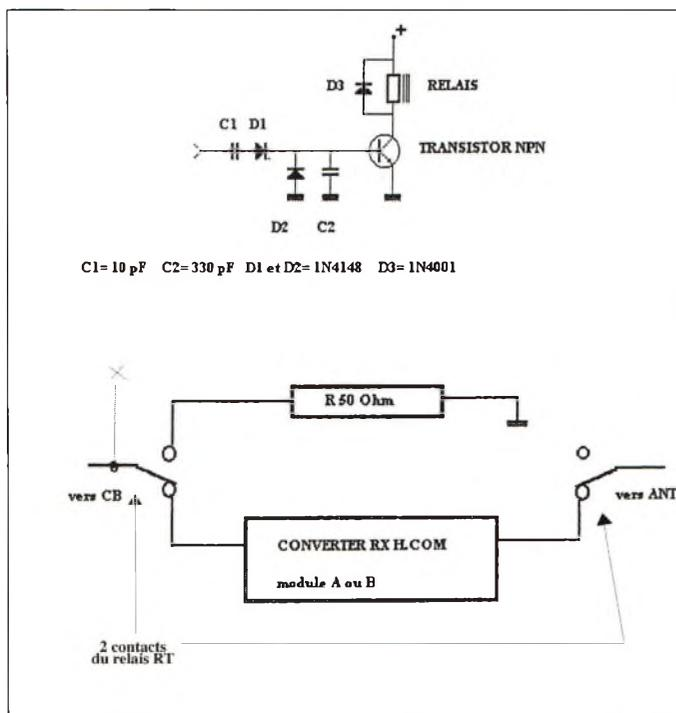 +
D3
RELAIS
C1 D1
TRANSISTOR NPN
D2 C2
C1= 10 pF C2= 330 pF D1 et D2= 1N4148 D3= 1N4001
R 50 Ohm
vers CB
vers ANT
CONVERTER RX H.COM
module A ou B
2 contacts
du relais RT